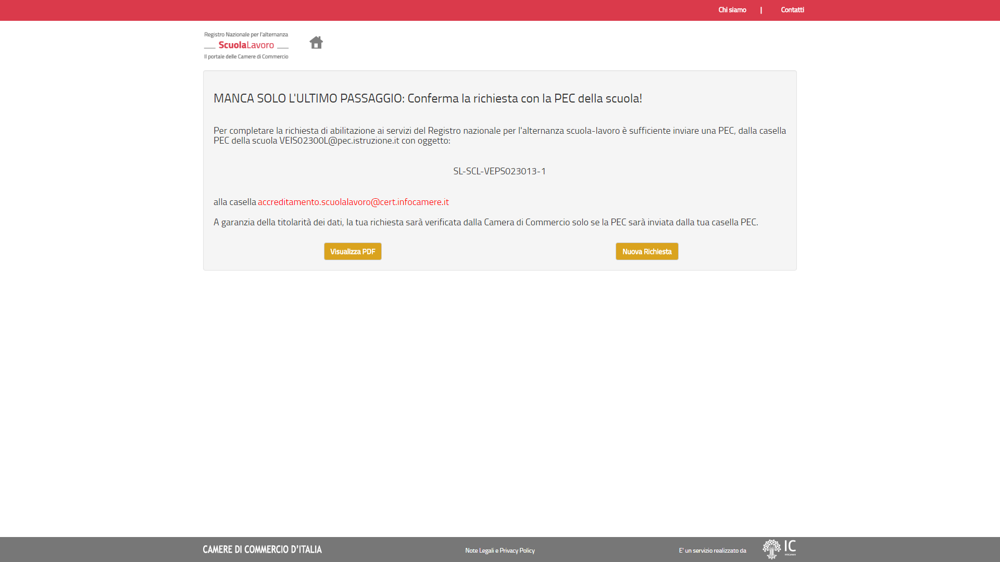 Chi siamo | Contatti
Registro Nazionale per l'alternanza
ScuolaLavoro
Il portale delle Camere di Commercio
MANCA SOLO L'ULTIMO PASSAGGIO: Conferma la richiesta con la PEC della scuola!
Per completare la richiesta di abilitazione ai servizi del Registro nazionale per l'alternanza scuola-lavoro è sufficiente inviare una PEC, dalla casella
PEC della scuola VEIS02300L@pec.istruzione.it con oggetto:
SL-SCL-VEPS023013-1
alla casella accreditamento.scuolalavoro@cert.infocamere.it
A garanzia della titolarità dei dati, la tua richiesta sarà verificata dalla Camera di Commercio solo se la PEC sarà inviata dalla tua casella PEC.
Visualizza PDF
Nuova Richiesta
CAMERE DI COMMERCIO D'ITALIA
Note Legali e Privacy Policy
E' un servizio realizzato da
IC
InfoCamere